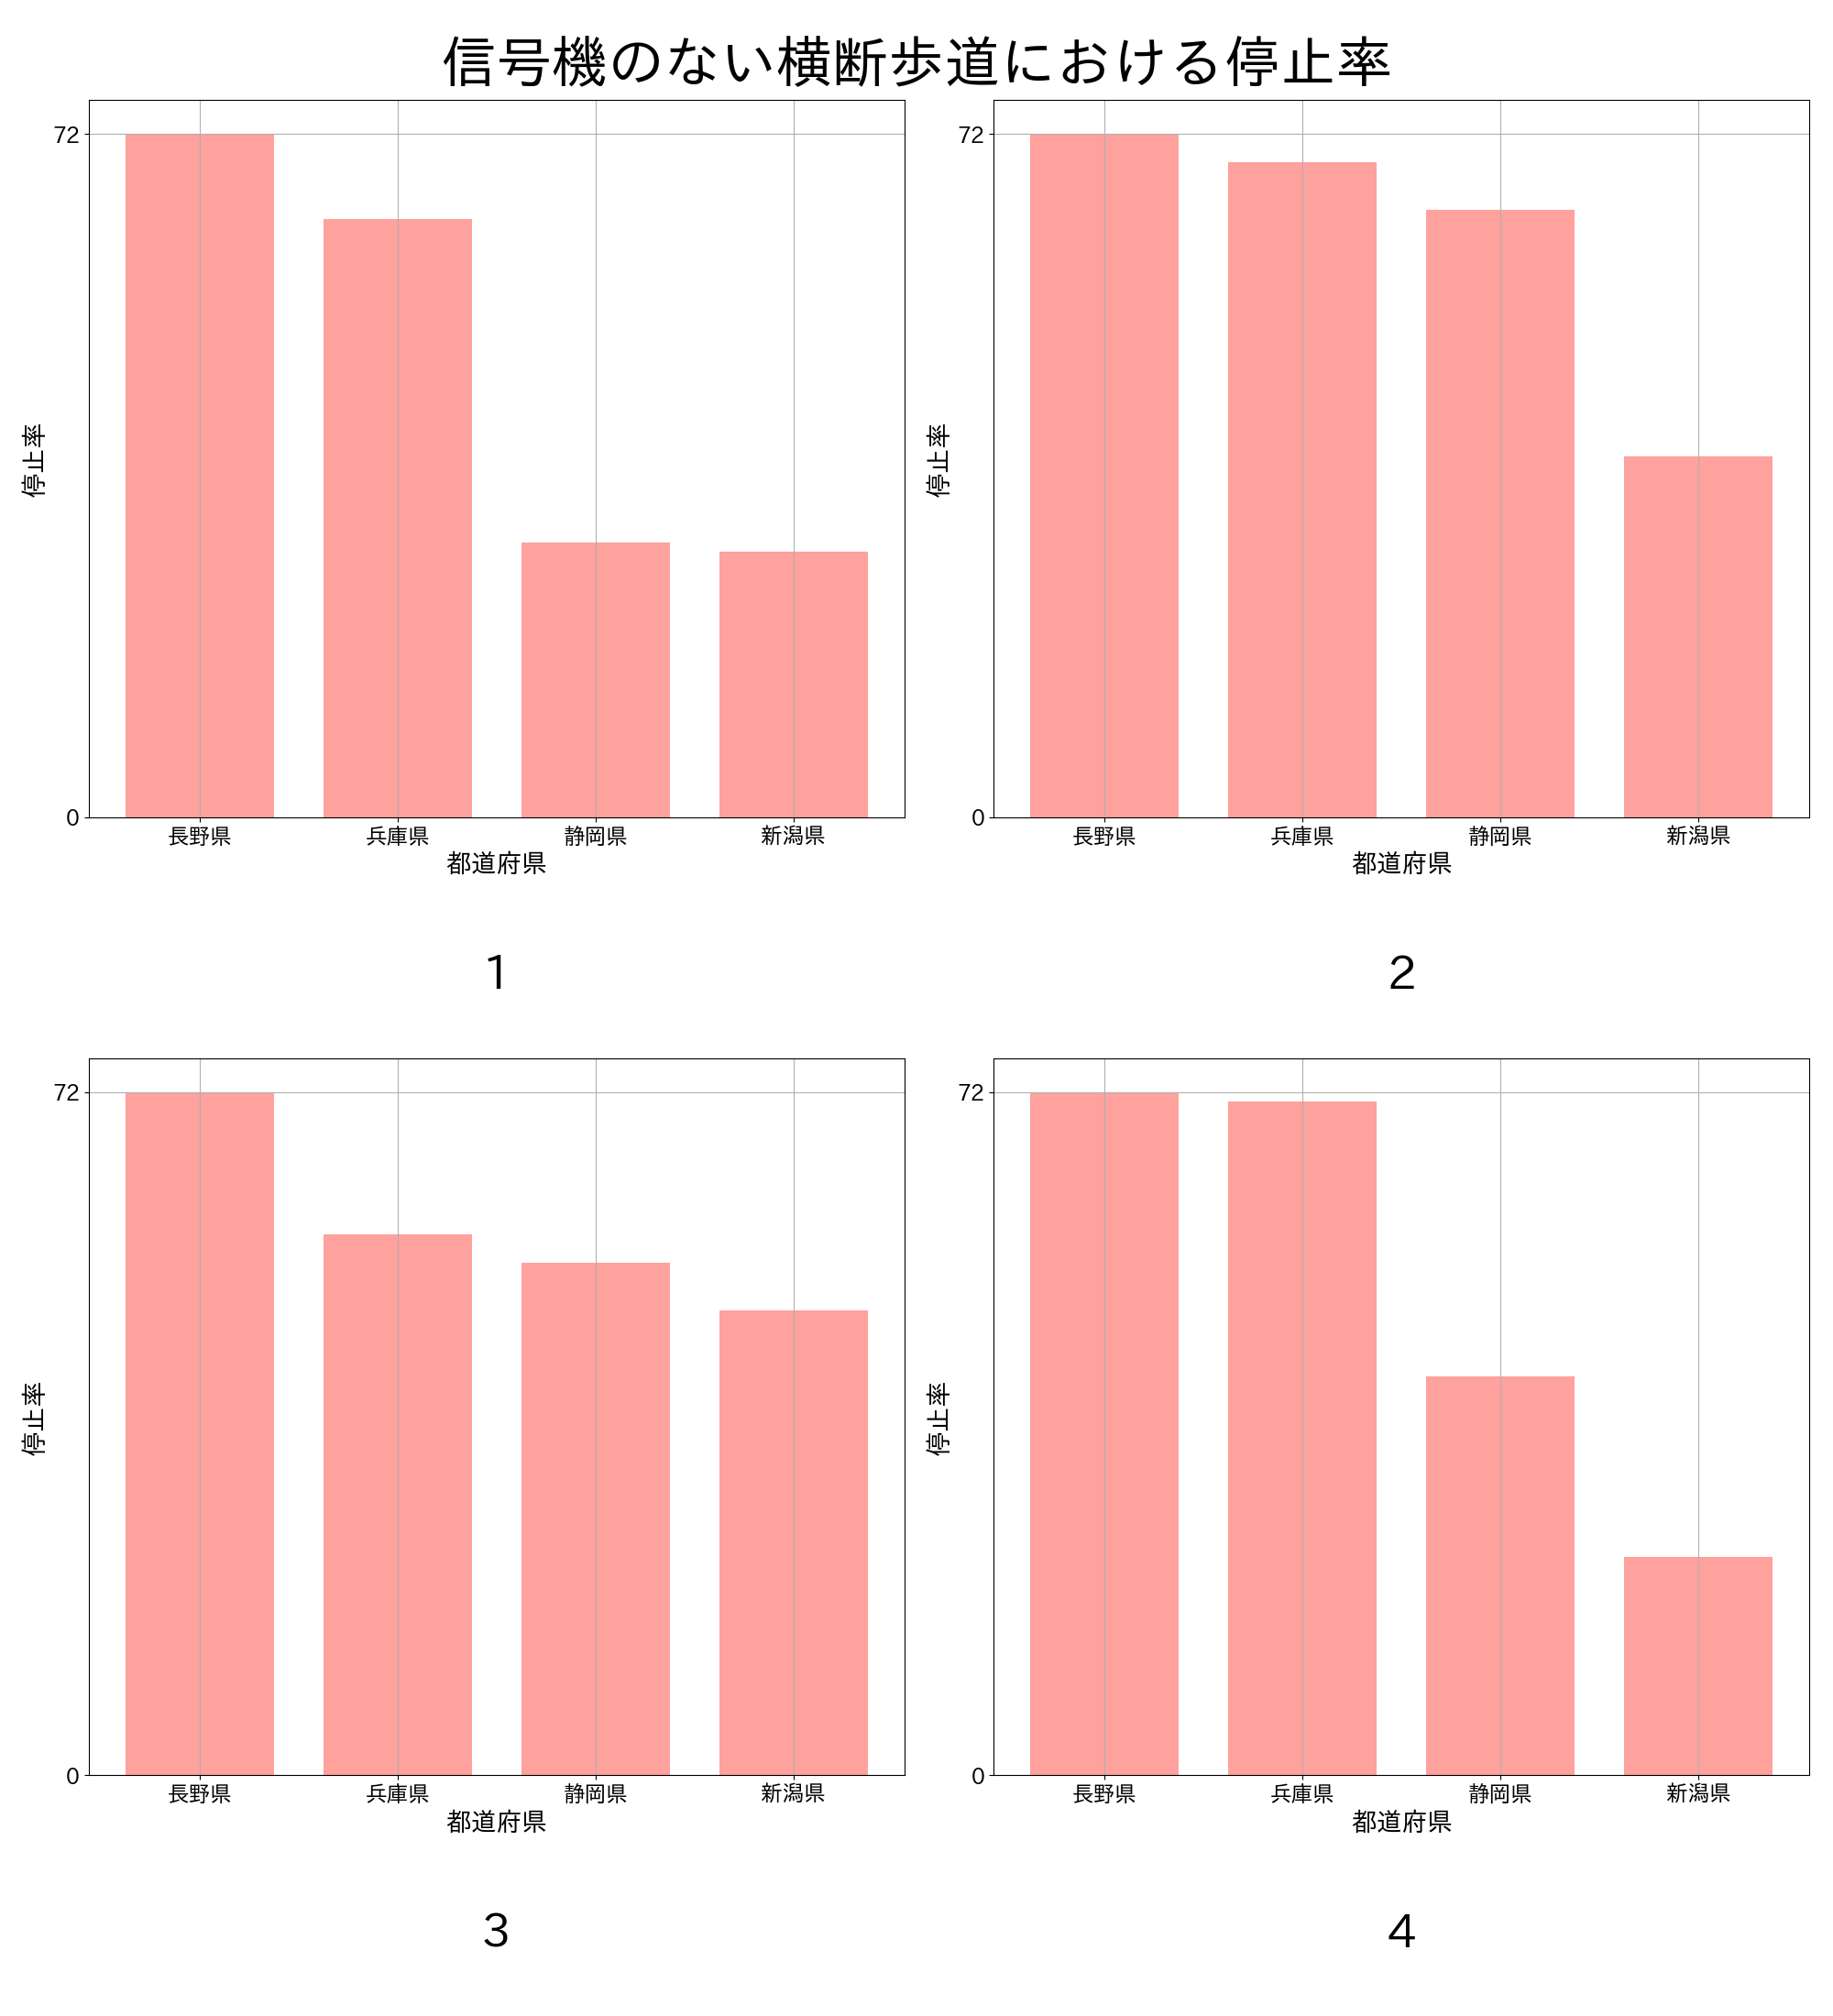 信号機のない横断歩道における停止率
72
0
停止率
長野県 兵庫県 静岡県 新潟県
都道府県
1
72
0
停止率
長野県 兵庫県 静岡県 新潟県
都道府県
2
72
0
停止率
長野県 兵庫県 静岡県 新潟県
都道府県
3
72
0
停止率
長野県 兵庫県 静岡県 新潟県
都道府県
4